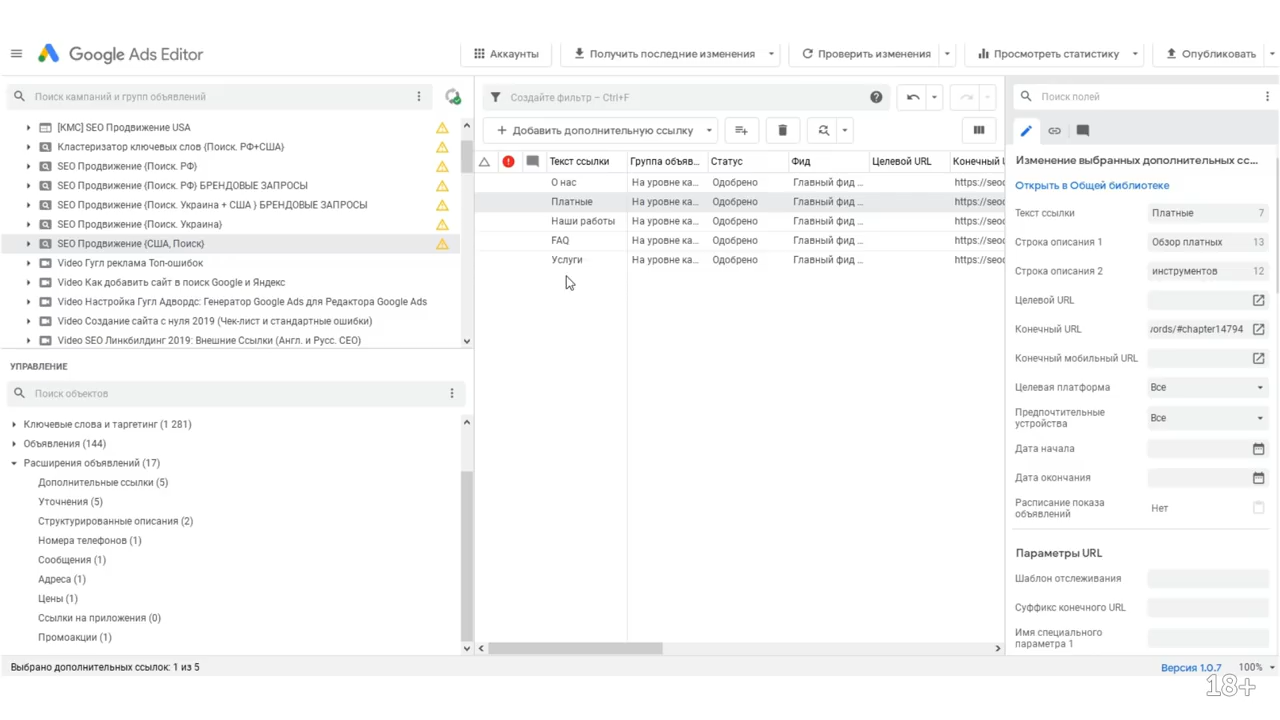 Google Ads Editor
Аккаунты
Получить последние изменения
Проверить изменения
Просмотреть статистику
Опубликовать
Поиск кампаний и групп объявлений
[КМС] SEO Продвижение USA
Кластеризатор ключевых слов {Поиск. РФ+США}
SEO Продвижение {Поиск. РФ}
SEO Продвижение {Поиск. РФ} БРЕНДОВЫЕ ЗАПРОСЫ
SEO Продвижение {Поиск. Украина + США } БРЕНДОВЫЕ ЗАПРОСЫ
SEO Продвижение {Поиск. Украина}
SEO Продвижение {США, Поиск}
Video Гугл реклама Топ-ошибок
Video Как добавить сайт в поиск Google и Яндекс
Video Настройка Гугл Адвордс: Генератор Google Ads для Редактора Google Ads
Video Создание сайта с нуля 2019 (Чек-лист и стандартные ошибки)
Video SEO Линкбилдинг 2019: Внешние Ссылки (Англ. и Русс. СЕО)
УПРАВЛЕНИЕ
Поиск объектов
Ключевые слова и таргетинг (1 281)
Объявления (144)
Расширения объявлений (17)
Дополнительные ссылки (5)
Уточнения (5)
Структурированные описания (2)
Номера телефонов (1)
Сообщения (1)
Адреса (1)
Цены (1)
Ссылки на приложения (0)
Промоакции (1)
Выбрано дополнительных ссылок: 1 из 5
Создайте фильтр – Ctrl+F
Добавить дополнительную ссылку
Текст ссылки Группа объяв... Статус Фид Целевой URL Конечный U
О нас На уровне ка... Одобрено Главный фид ... https://seoc
Платные На уровне ка... Одобрено Главный фид ... https://seoc
Наши работы На уровне ка... Одобрено Главный фид ... https://seoc
FAQ На уровне ка... Одобрено Главный фид ... https://seoc
Услуги На уровне ка... Одобрено Главный фид ... https://seoc
Поиск полей
Изменение выбранных дополнительных сс...
Открыть в Общей библиотеке
Текст ссылки Платные 7
Строка описания 1 Обзор платных 13
Строка описания 2 инструментов 12
Целевой URL
Конечный URL vords/#chapter14794
Конечный мобильный URL
Целевая платформа Все
Предпочтительные
устройства Все
Дата начала
Дата окончания
Расписание показа
объявлений Нет
Параметры URL
Шаблон отслеживания
Суффикс конечного URL
Имя специального
параметра 1
Версия 1.0.7 100%
18+